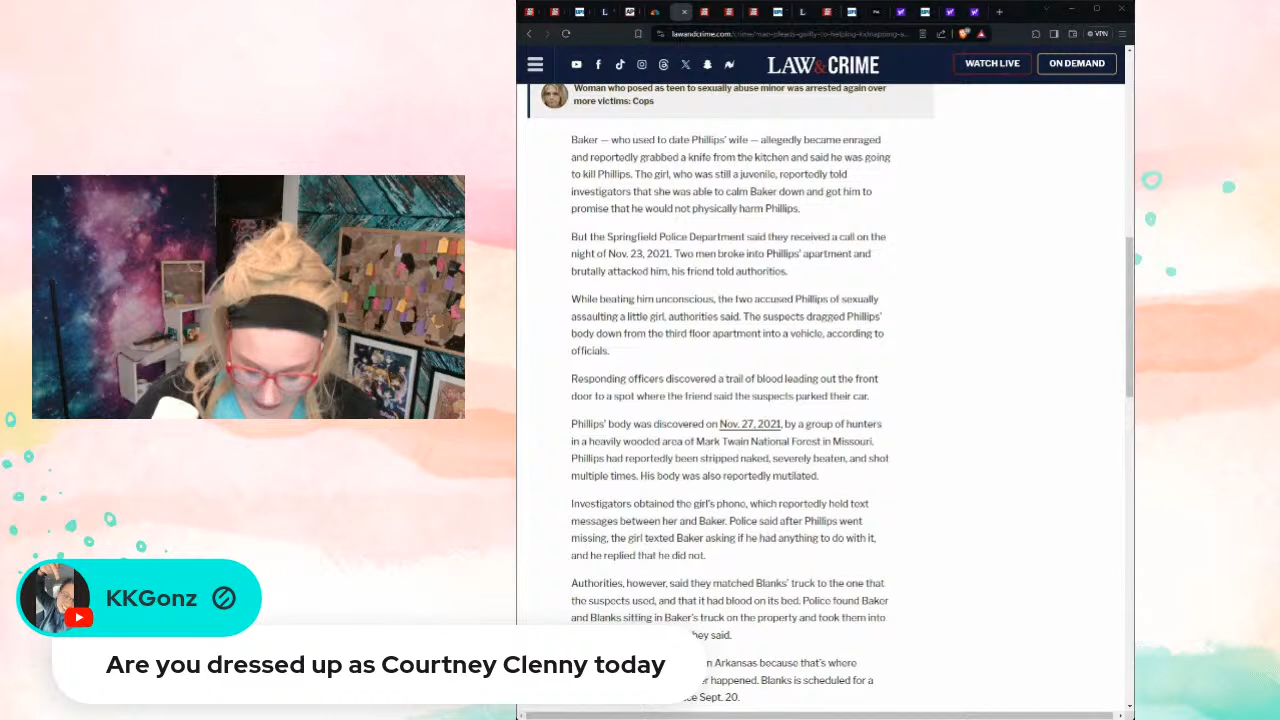 lawandcrime.com/crime/man-pleads-guilty-to-helping-kidnapping-a...
VPN
LAW&CRIME
WATCH LIVE
ON DEMAND
Woman who posed as teen to sexually abuse minor was arrested again over
more victims: Cops
Baker — who used to date Phillips' wife — allegedly became enraged
and reportedly grabbed a knife from the kitchen and said he was going
to kill Phillips. The girl, who was still a juvenile, reportedly told
investigators that she was able to calm Baker down and got him to
promise that he would not physically harm Phillips.
But the Springfield Police Department said they received a call on the
night of Nov. 23, 2021. Two men broke into Phillips' apartment and
brutally attacked him, his friend told authorities.
While beating him unconscious, the two accused Phillips of sexually
assaulting a little girl, authorities said. The suspects dragged Phillips'
body down from the third floor apartment into a vehicle, according to
officials.
Responding officers discovered a trail of blood leading out the front
door to a spot where the friend said the suspects parked their car.
Phillips' body was discovered on Nov. 27, 2021, by a group of hunters
in a heavily wooded area of Mark Twain National Forest in Missouri.
Phillips had reportedly been stripped naked, severely beaten, and shot
multiple times. His body was also reportedly mutilated.
Investigators obtained the girl's phone, which reportedly held text
messages between her and Baker. Police said after Phillips went
missing, the girl texted Baker asking if he had anything to do with it,
and he replied that he did not.
Authorities, however, said they matched Blanks' truck to the one that
the suspects used, and that it had blood on its bed. Police found Baker
and Blanks sitting in Baker's truck on the property and took them into
they said.
in Arkansas because that's where
happened. Blanks is scheduled for a
Sept. 20.
KKGonz
Are you dressed up as Courtney Clenny today